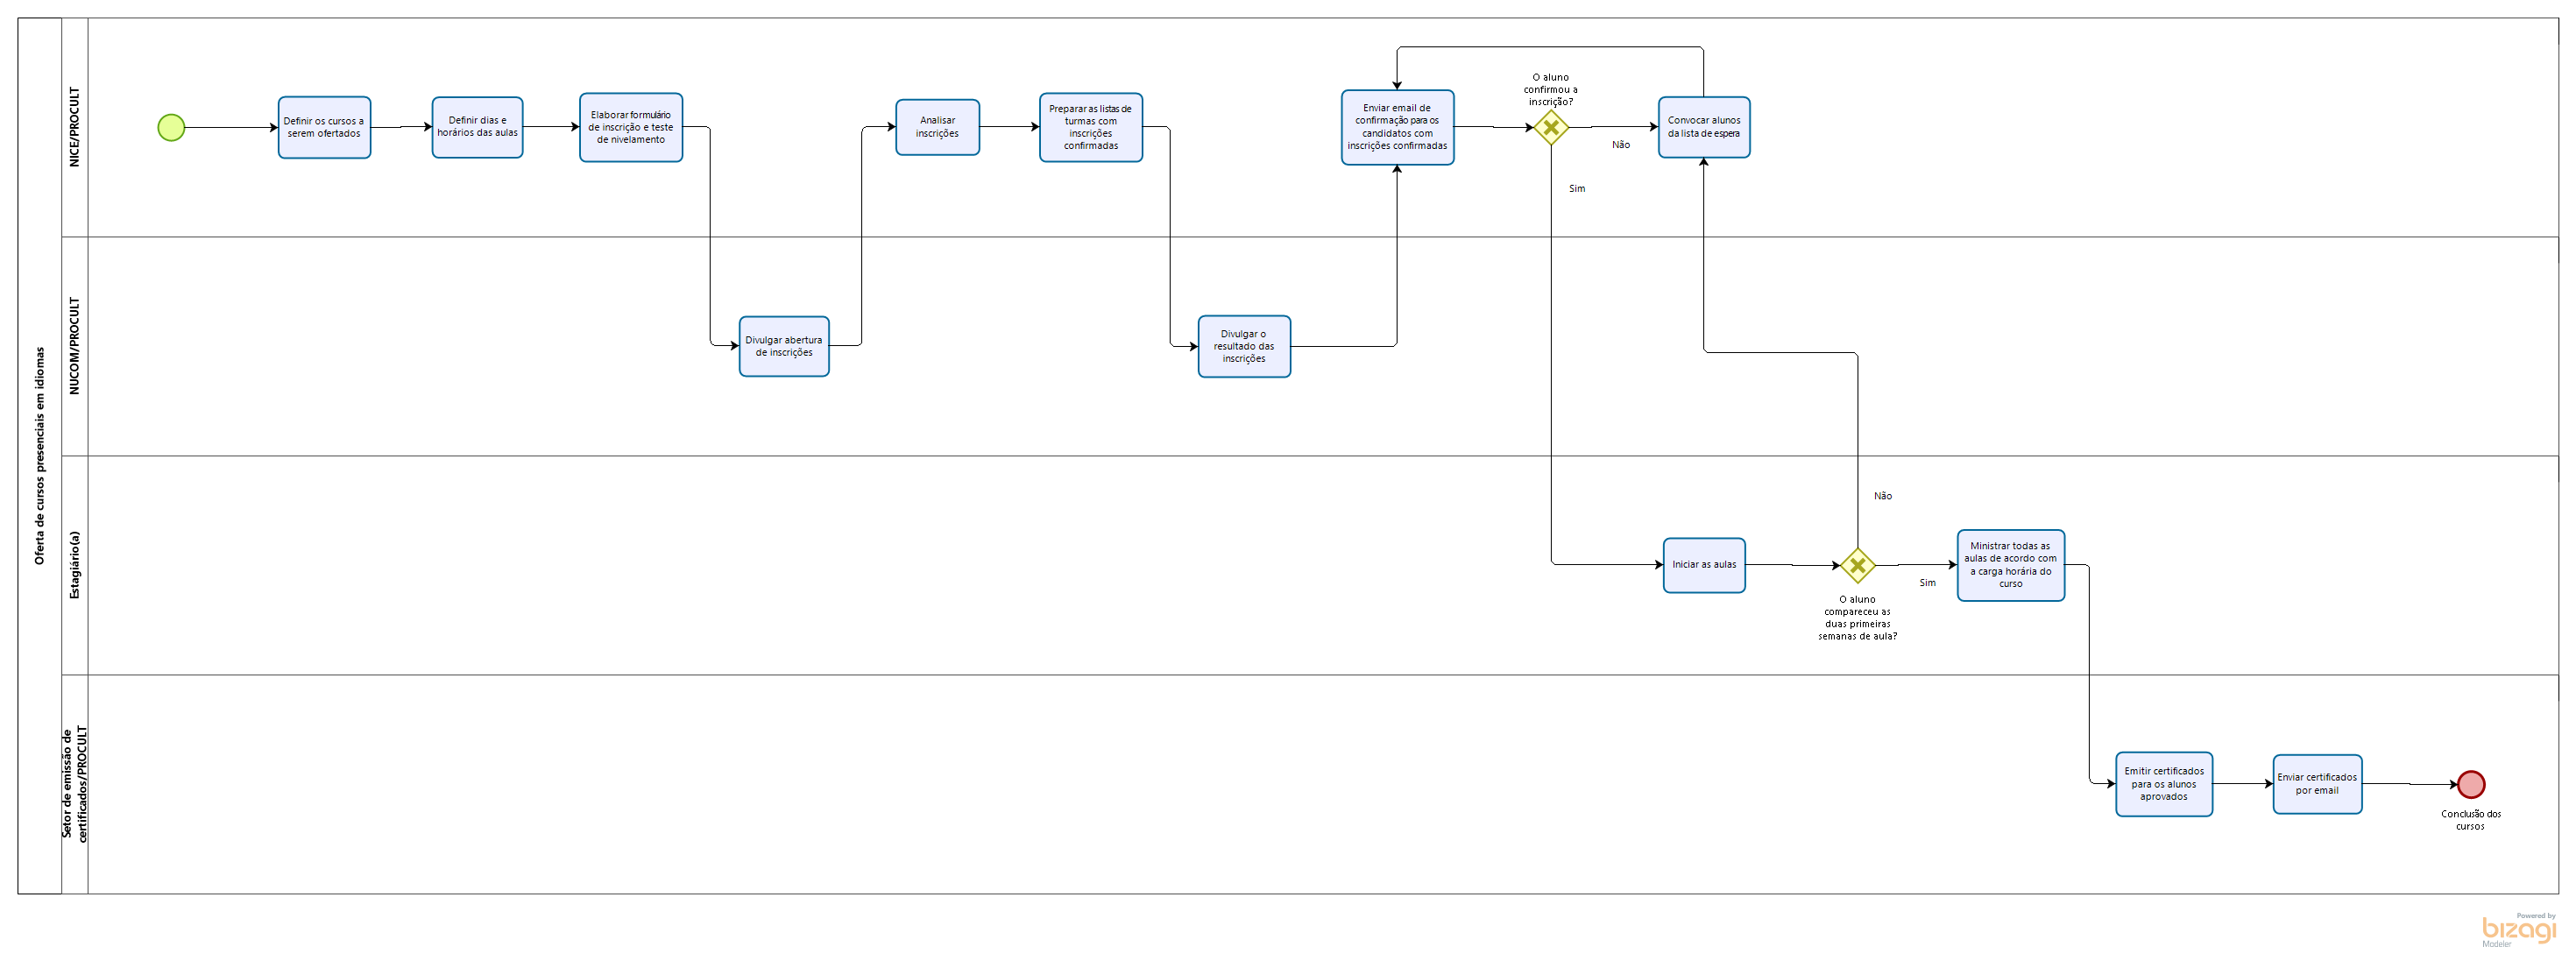 Oferta de cursos presenciais em idiomas
NICE/PROCULT
Definir os cursos a
serem ofertados
Definir dias e
horários das aulas
Elaborar formulário
de inscrição e teste
de nivelamento
Analisar
inscrições
Preparar as listas de
turmas com
inscrições
confirmadas
Enviar email de
confirmação para os
candidatos com
inscrições confirmadas
O aluno
confirmou a
inscrição?
Não
Sim
Convocar alunos
da lista de espera
NUCOM/PROCULT
Divulgar abertura
de inscrições
Divulgar o
resultado das
inscrições
Estagiário(a)
Iniciar as aulas
O aluno
compareceu as
duas primeiras
semanas de aula?
Não
Sim
Ministrar todas as
aulas de acordo com
a carga horária do
curso
Setor de emissão de
certificados/PROCULT
Emitir certificados
para os alunos
aprovados
Enviar certificados
por email
Conclusão dos
cursos
Powered by
bizagi
Modeler